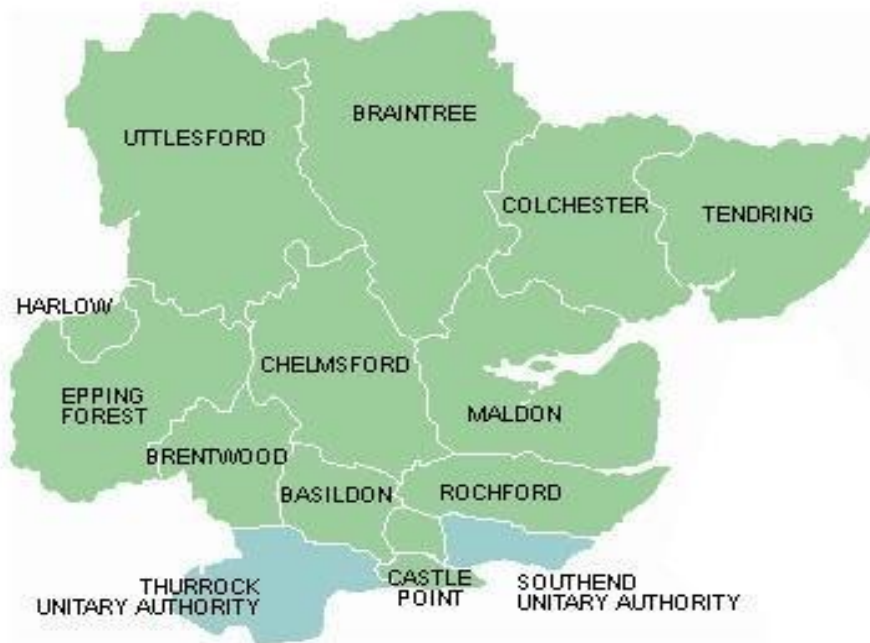 BRAINTREE
UTTLESFORD
COLCHESTER
TENDRING
HARLOW
CHELMSFORD
EPPING
FOREST
MALDON
BRENTWOOD
BASILDON
ROCHFORD
THURROCK
UNITARY AUTHORITY
CASTLE
POINT
SOUTHEND
UNITARY AUTHORITY